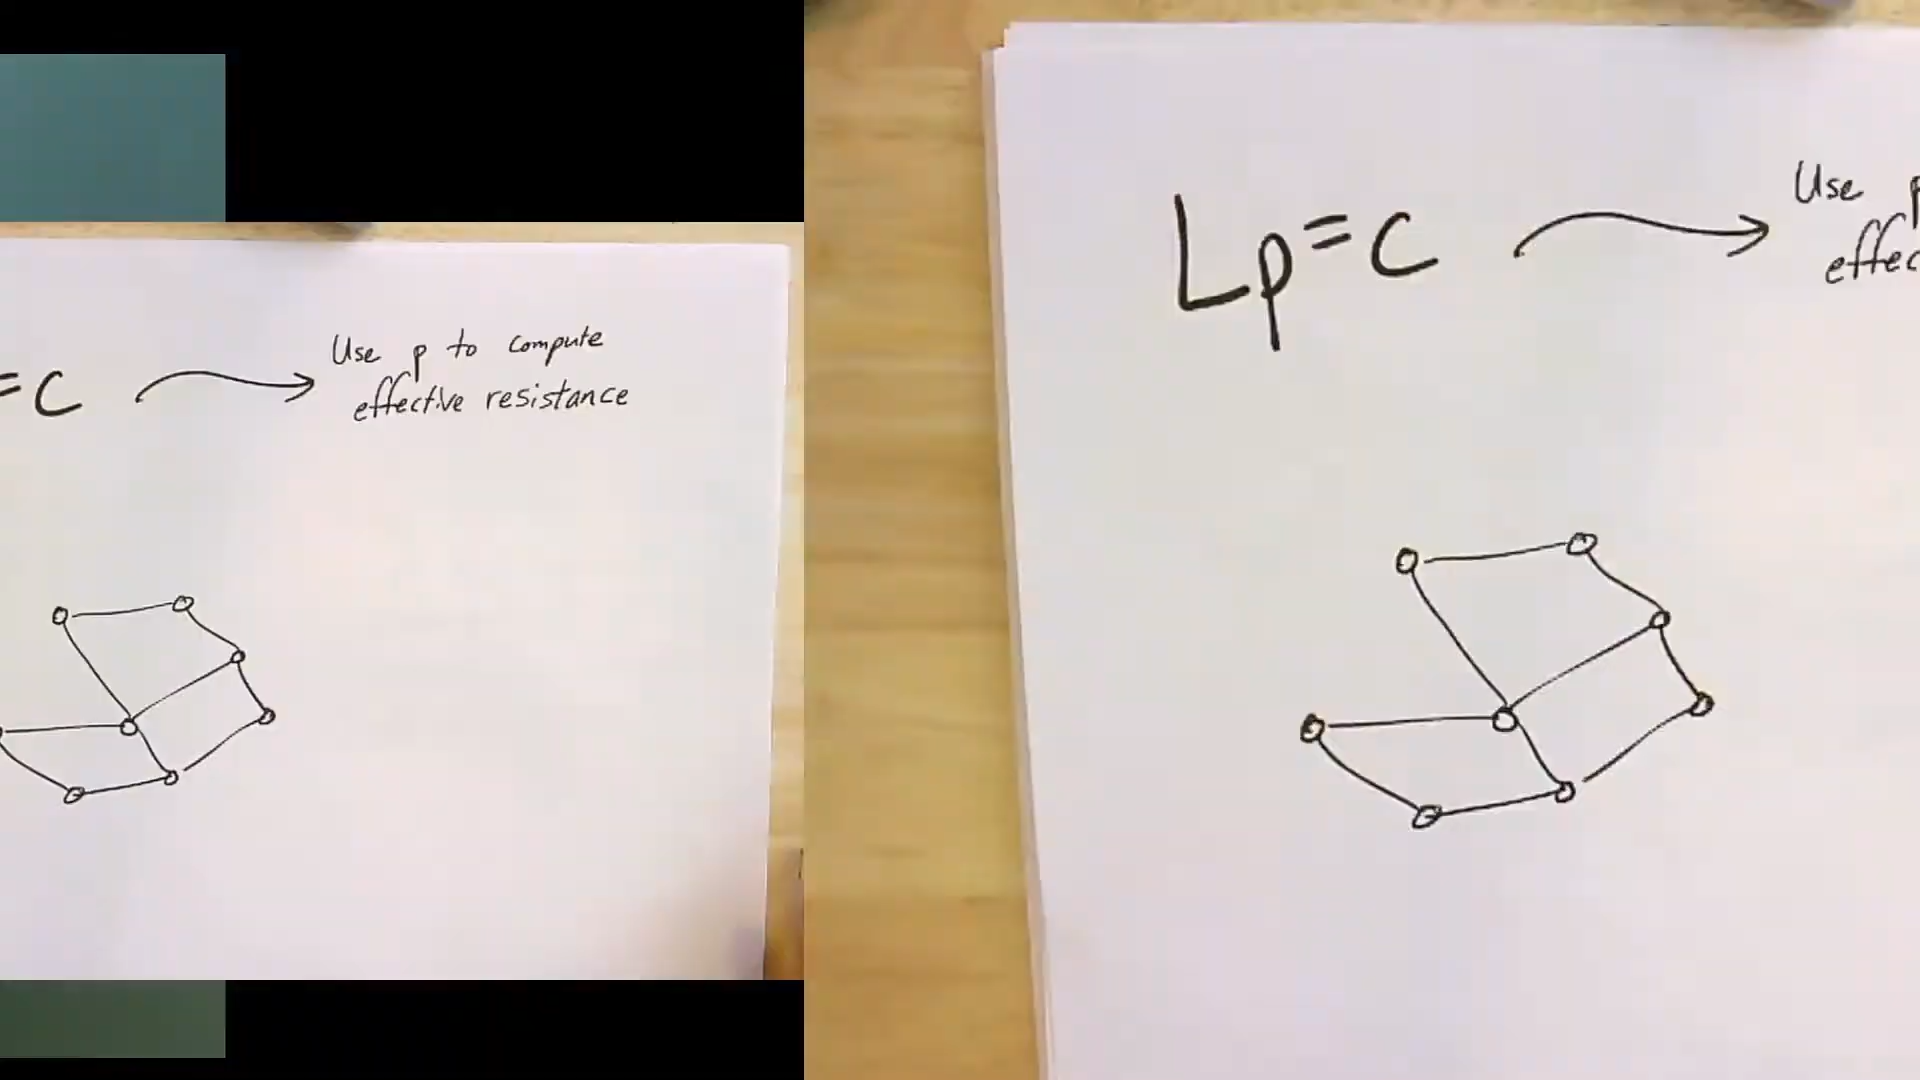 = C
Use p to compute
effective resistance
Lp = C
Use p
effec